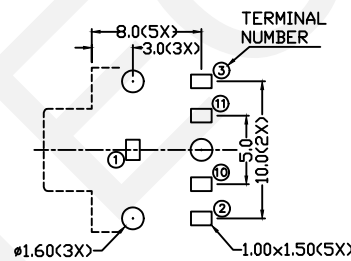 8.0(5X)
TERMINAL
NUMBER
3.0(3X)
3
11
1
5.0
10.0(2X)
10
2
ø1.60(3X)
1.00x1.50(5X)